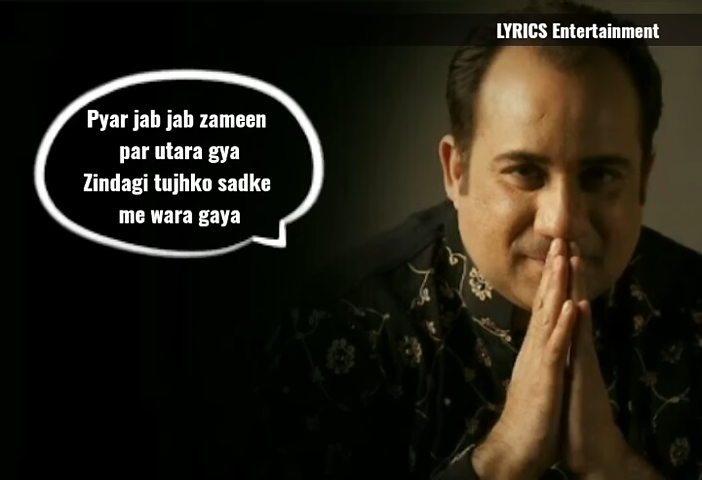 LYRICS Entertainment
Pyar jab jab zameen
par utara gya
Zindagi tujhko sadke
me wara gaya